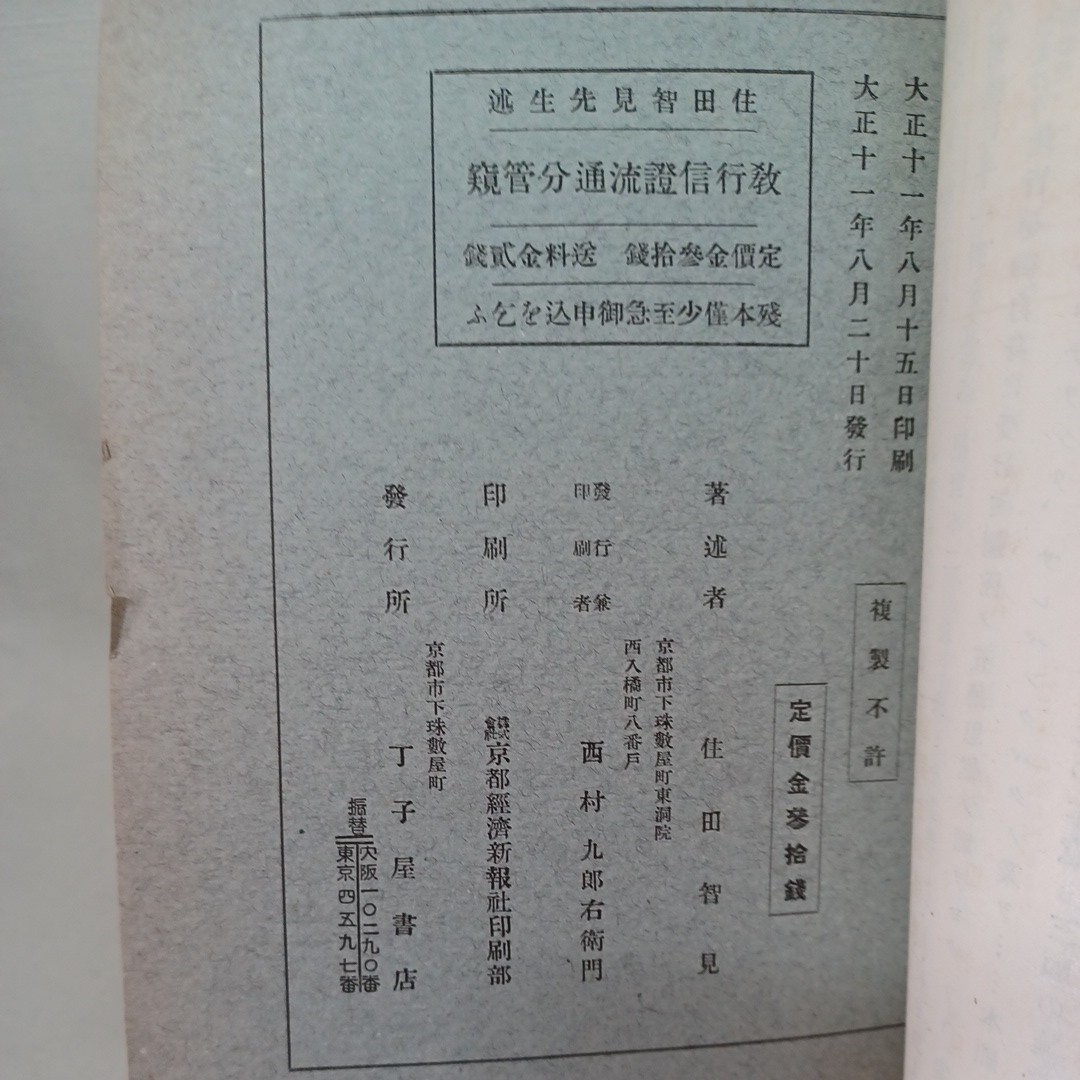 大正十一年八月十五日印刷
大正十一年八月二十日發行
複製不許
定價金參拾錢
住田智見先生述
教行信證流通分管窺
定價金參拾錢 送料金貳錢
殘本僅少至急御申込を乞ふ
著述者 住田智見
京都市下珠數屋町東洞院
西入橘町八番戸
發行兼
印刷者
西村九郎右衛門
印刷所 株式會社京都經濟新報社印刷部
京都市下珠數屋町
發行所 丁子屋書店
振替
大阪一〇二九〇番
東京四五九七番